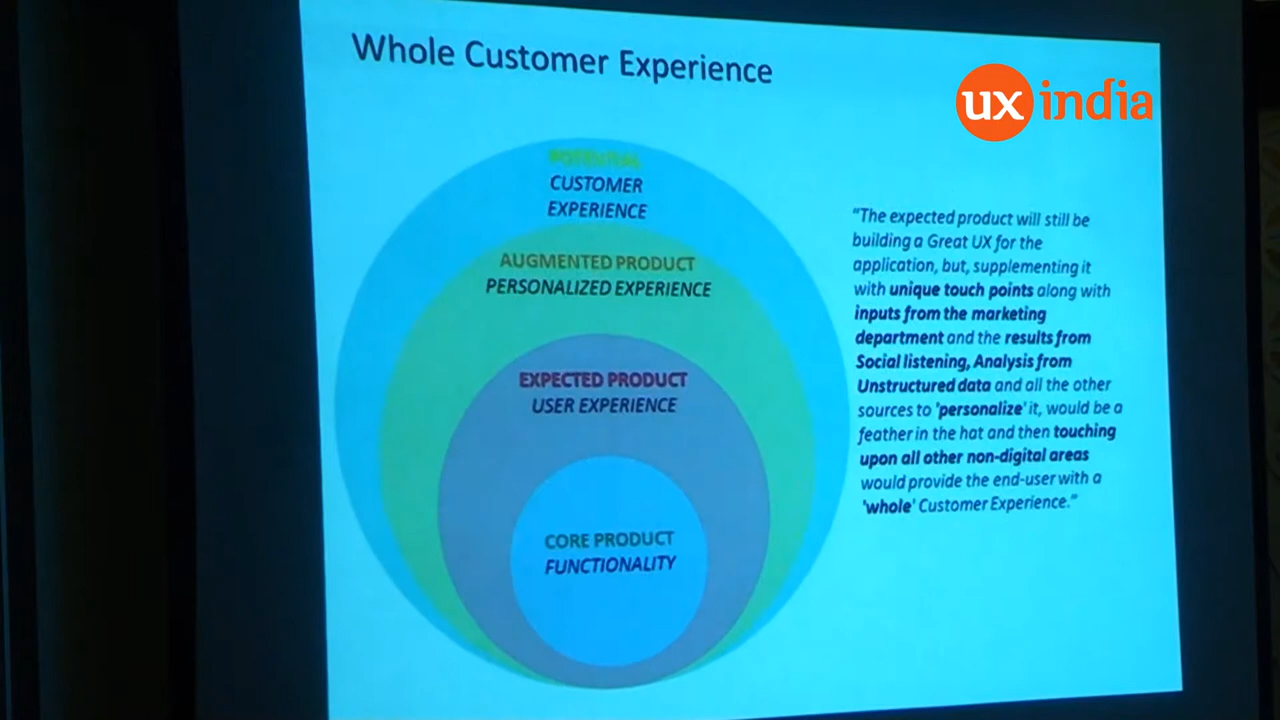 Whole Customer Experience
ux india
POTENTIAL
CUSTOMER
EXPERIENCE
AUGMENTED PRODUCT
PERSONALIZED EXPERIENCE
EXPECTED PRODUCT
USER EXPERIENCE
CORE PRODUCT
FUNCTIONALITY
"The expected product will still be
building a Great UX for the
application, but, supplementing it
with unique touch points along with
inputs from the marketing
department and the results from
Social listening, Analysis from
Unstructured data and all the other
sources to 'personalize' it, would be a
feather in the hat and then touching
upon all other non-digital areas
would provide the end-user with a
'whole' Customer Experience."